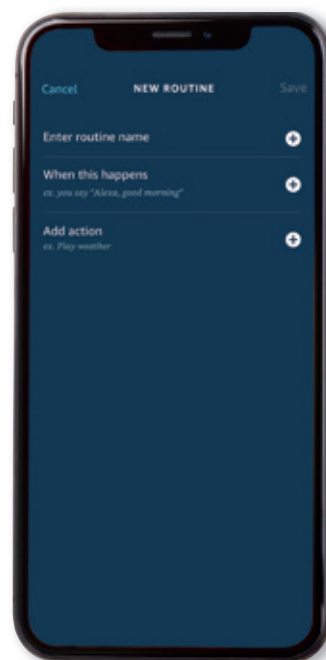 Cancel NEW ROUTINE Save
Enter routine name
When this happens
ex. you say "Alexa, good morning"
Add action
ex. Play weather